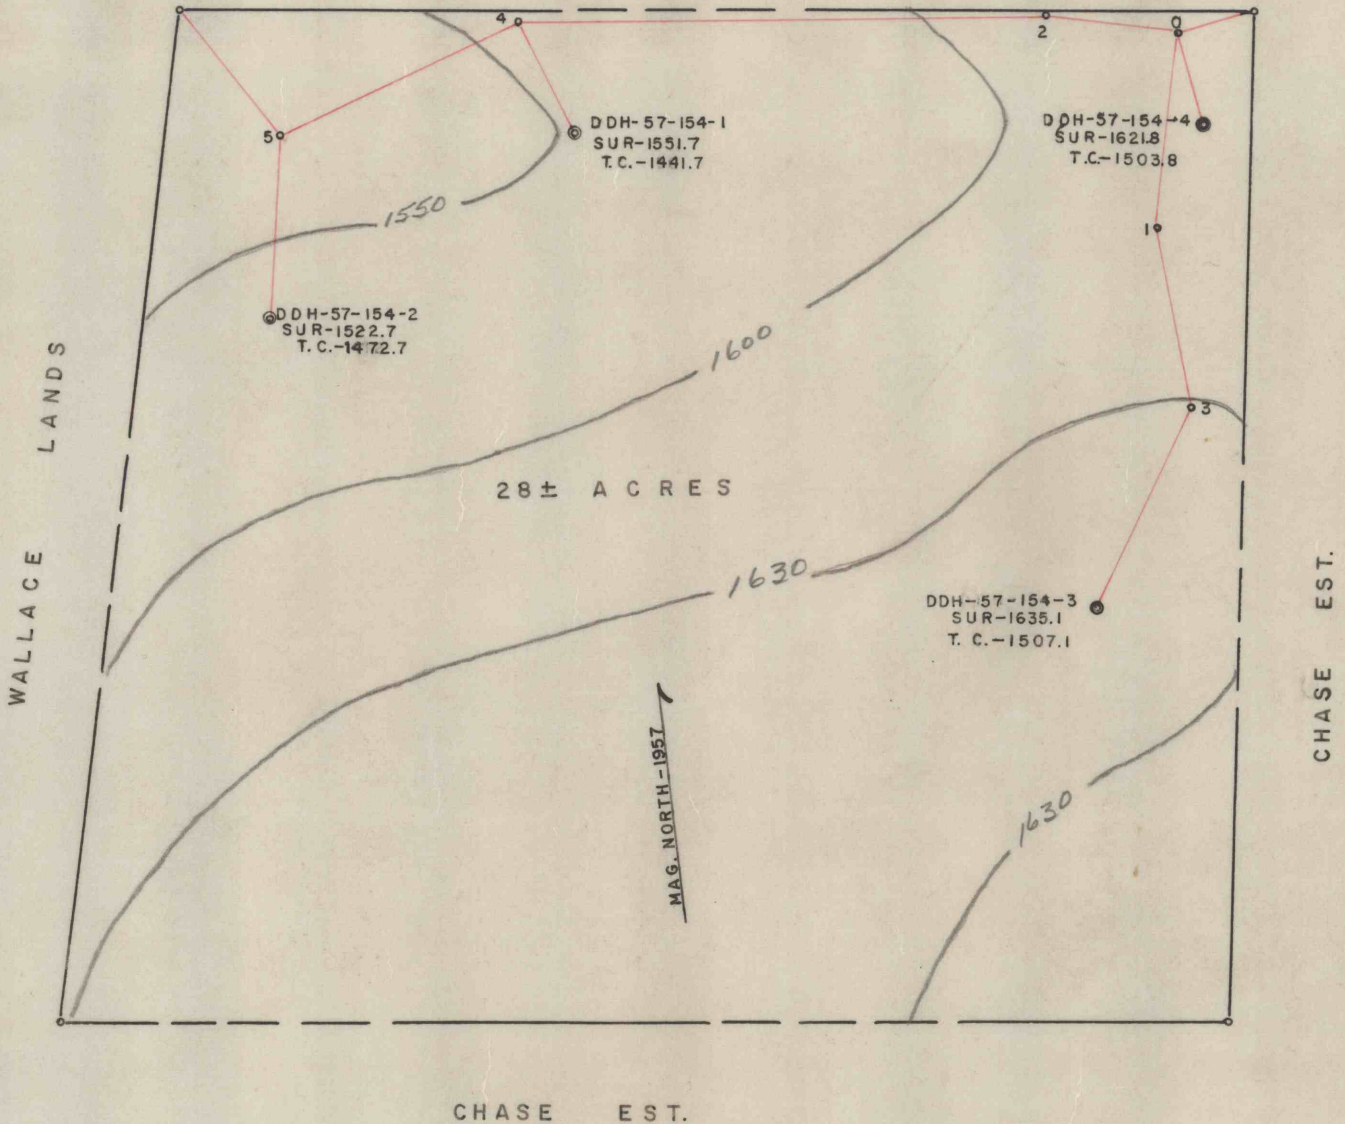 4
2
0
5
DDH-57-154-1
SUR-1551.7
T.C.-1441.7
DDH-57-154-4
SUR-1621.8
T.C.-1503.8
1550
1
DDH-57-154-2
SUR-1522.7
T.C.-1472.7
1600
3
WALLACE LANDS
28± ACRES
1630
DDH-57-154-3
SUR-1635.1
T.C.-1507.1
CHASE EST.
MAG. NORTH-1957
1630
CHASE EST.